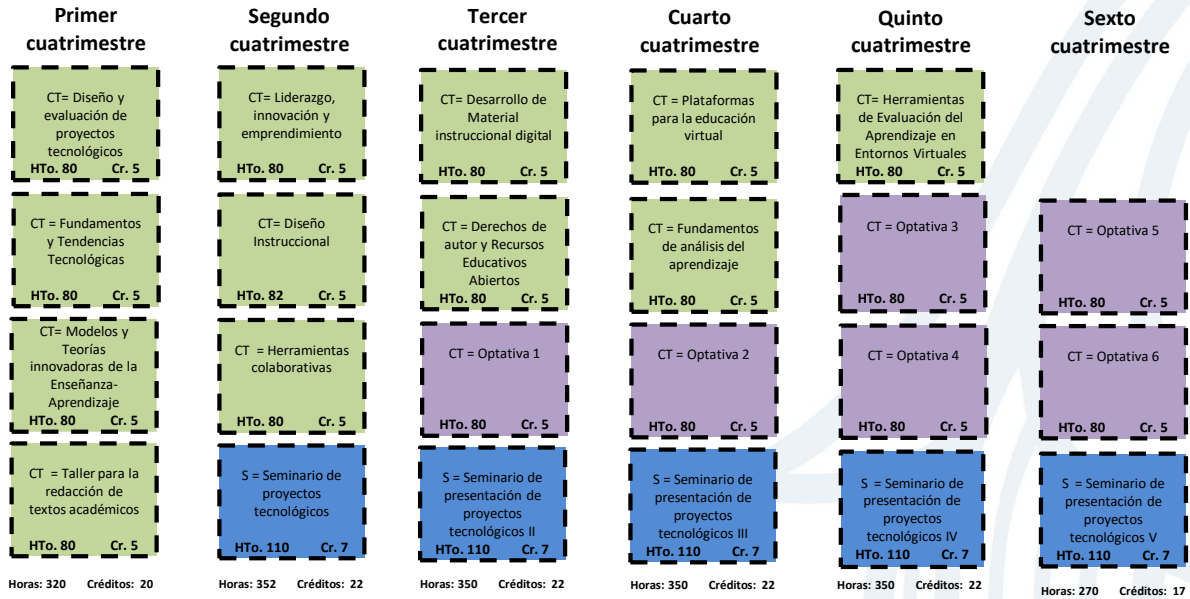 Primer
cuatrimestre
CT= Diseño y
evaluación de
proyectos
tecnológicos
HTo. 80 Cr. 5
CT = Fundamentos
y Tendencias
Tecnológicas
HTo. 80 Cr. 5
CT= Modelos y
Teorías
innovadoras de la
Enseñanza-
Aprendizaje
HTo. 80 Cr. 5
CT = Taller para la
redacción de
textos académicos
HTo. 80 Cr. 5
Horas: 320 Créditos: 20
Segundo
cuatrimestre
CT= Liderazgo,
innovación y
emprendimiento
HTo. 80 Cr. 5
CT= Diseño
Instruccional
HTo. 82 Cr. 5
CT = Herramientas
colaborativas
HTo. 80 Cr. 5
S = Seminario de
proyectos
tecnológicos
HTo. 110 Cr. 7
Horas: 352 Créditos: 22
Tercer
cuatrimestre
CT= Desarrollo de
Material
instruccional digital
HTo. 80 Cr. 5
CT = Derechos de
autor y Recursos
Educativos
Abiertos
HTo. 80 Cr. 5
CT = Optativa 1
HTo. 80 Cr. 5
S = Seminario de
presentación de
proyectos
tecnológicos II
HTo. 110 Cr. 7
Horas: 350 Créditos: 22
Cuarto
cuatrimestre
CT = Plataformas
para la educación
virtual
HTo. 80 Cr. 5
CT = Fundamentos
de análisis del
aprendizaje
HTo. 80 Cr. 5
CT = Optativa 2
HTo. 80 Cr. 5
S = Seminario de
presentación de
proyectos
tecnológicos III
HTo. 110 Cr. 7
Horas: 350 Créditos: 22
Quinto
cuatrimestre
CT= Herramientas
de Evaluación del
Aprendizaje en
Entornos Virtuales
HTo. 80 Cr. 5
CT = Optativa 3
HTo. 80 Cr. 5
CT = Optativa 4
HTo. 80 Cr. 5
S = Seminario de
presentación de
proyectos
tecnológicos IV
HTo. 110 Cr. 7
Horas: 350 Créditos: 22
Sexto
cuatrimestre
CT = Optativa 5
HTo. 80 Cr. 5
CT = Optativa 6
HTo. 80 Cr. 5
S = Seminario de
presentación de
proyectos
tecnológicos V
HTo. 110 Cr. 7
Horas: 270 Créditos: 17